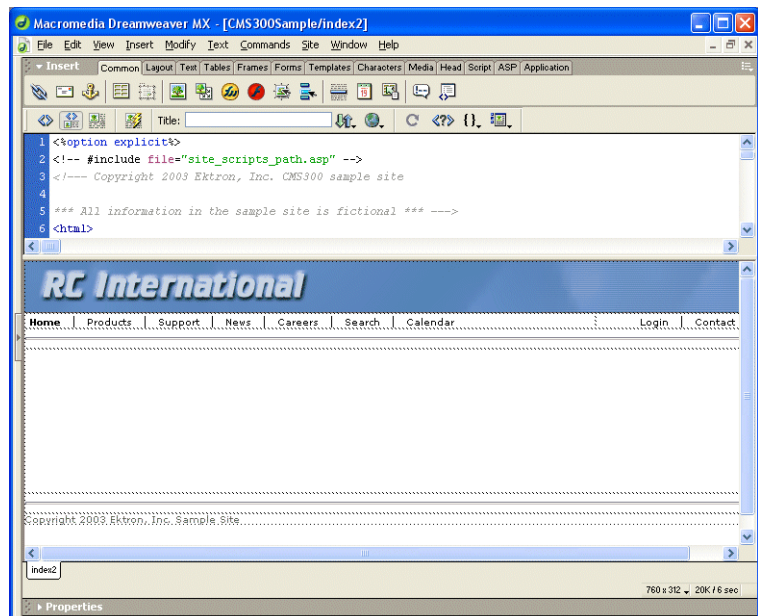 Macromedia Dreamweaver MX - [CMS300Sample/index2]
File Edit View Insert Modify Text Commands Site Window Help
Insert Common Layout Text Tables Frames Forms Templates Characters Media Head Script ASP Application
Title:
1 <%option explicit%>
2 <!-- #include file="site_scripts_path.asp" -->
3 <!--- Copyright 2003 Ektron, Inc. CMS300 sample site
4
5 *** All information in the sample site is fictional *** --->
6 <html>
RC International
Home | Products | Support | News | Careers | Search | Calendar Login | Contact
Copyright 2003 Ektron, Inc. Sample Site
index2
760 x 312 20K / 6 sec
Properties